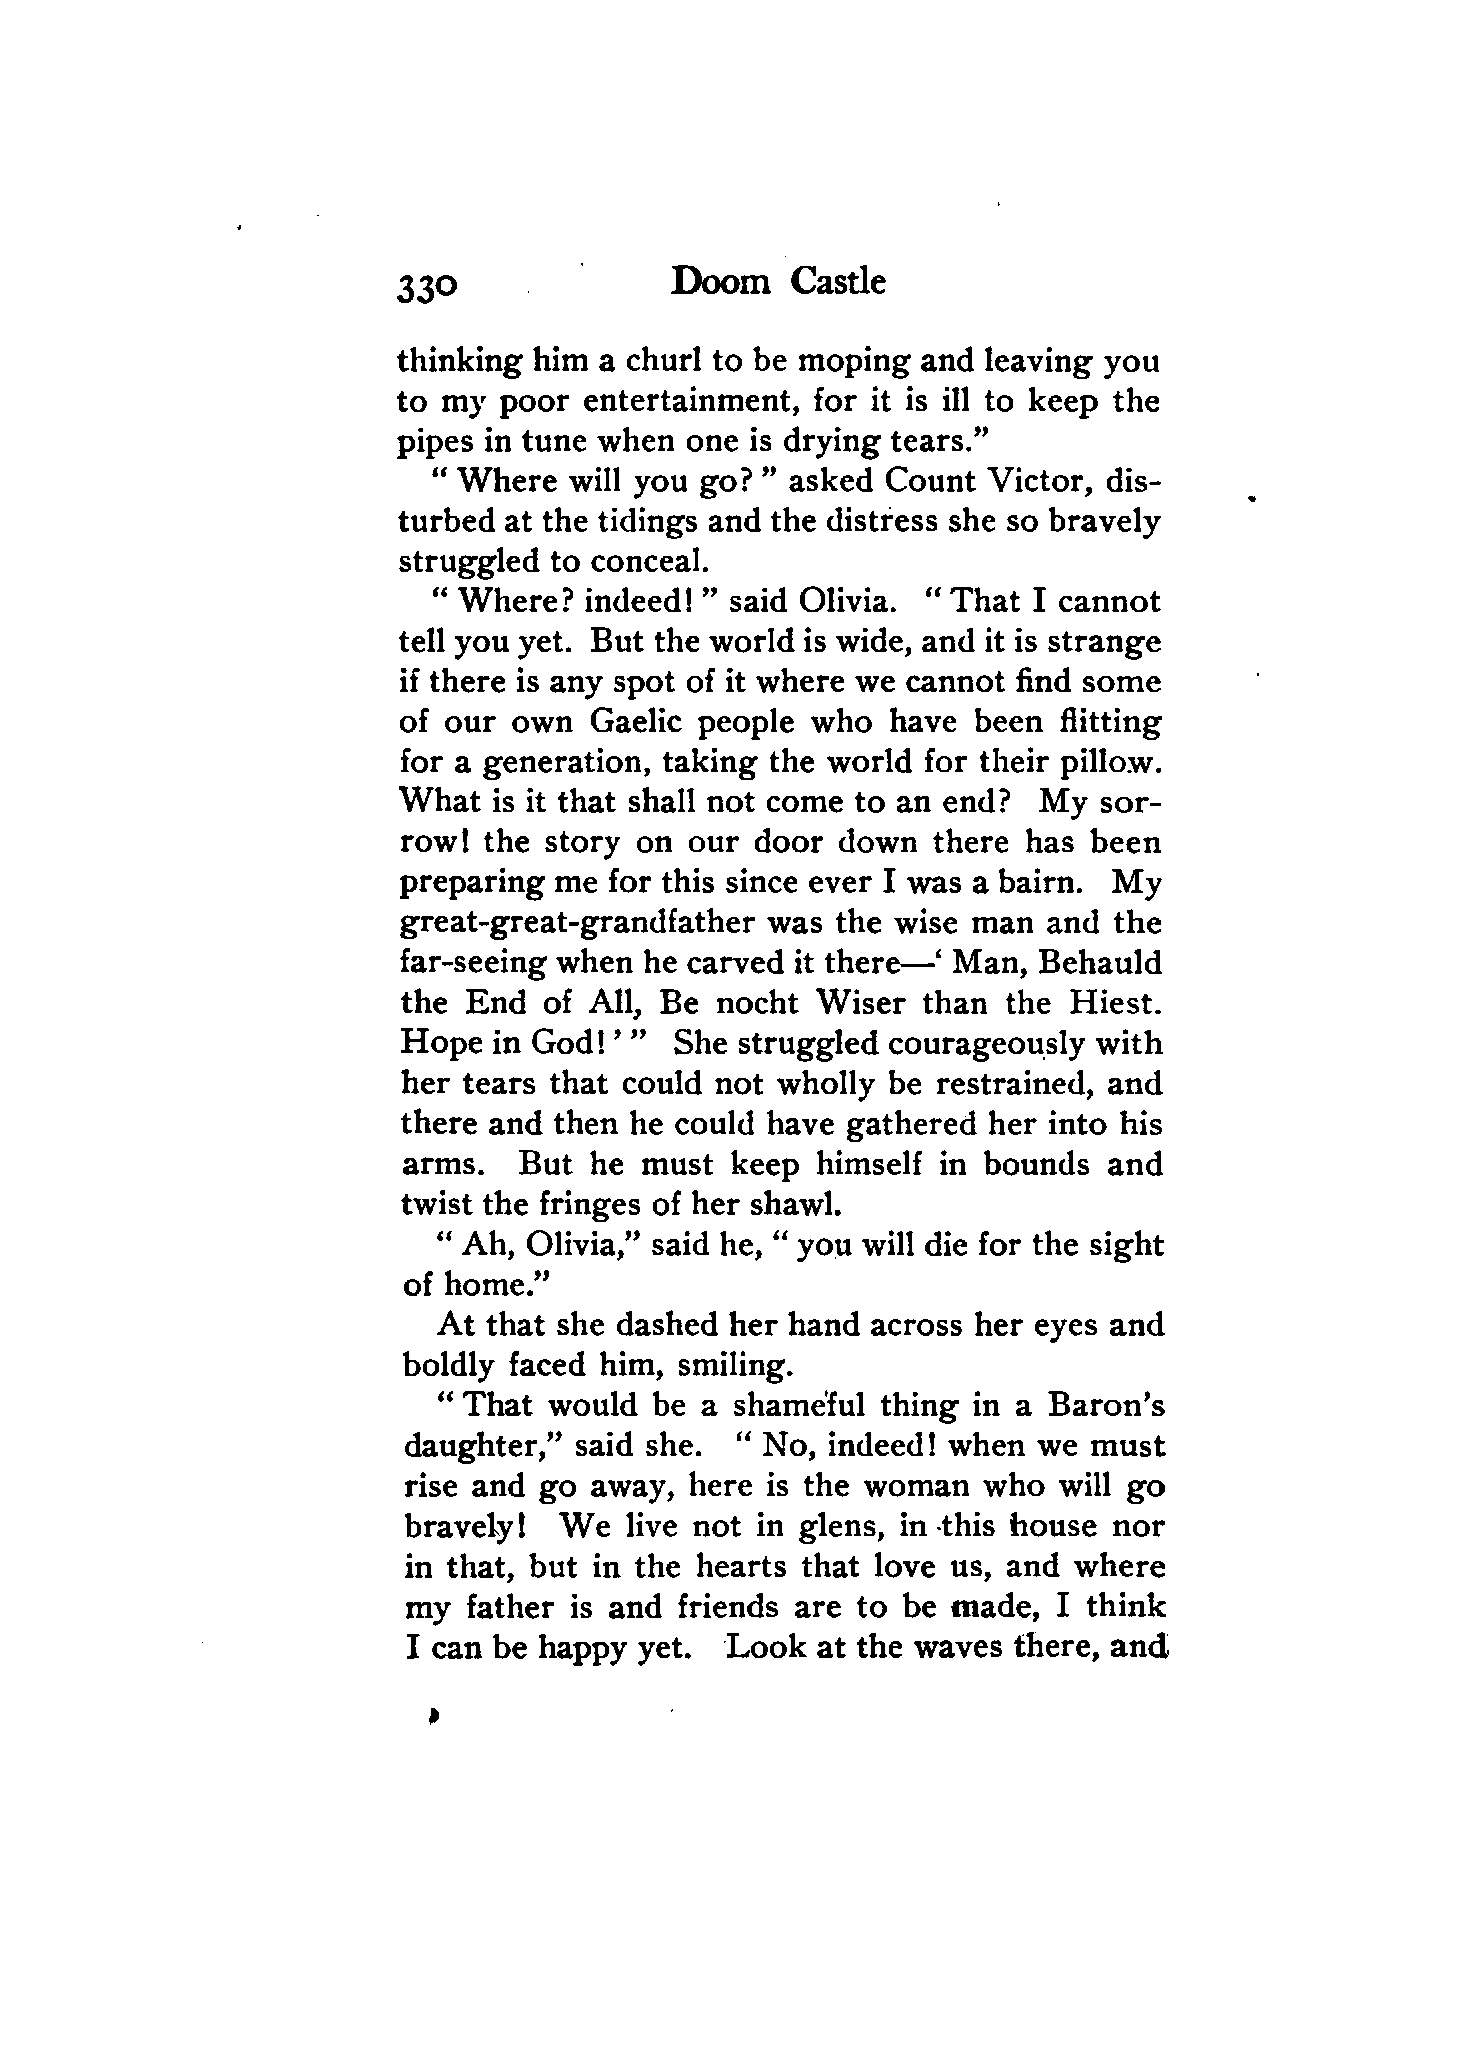 330 Doom Castle
thinking him a churl to be moping and leaving you
to my poor entertainment, for it is ill to keep the
pipes in tune when one is drying tears.”
“ Where will you go? ” asked Count Victor, dis-
turbed at the tidings and the distress she so bravely
struggled to conceal.
“ Where? indeed! ” said Olivia. “ That I cannot
tell you yet. But the world is wide, and it is strange
if there is any spot of it where we cannot find some
of our own Gaelic people who have been flitting
for a generation, taking the world for their pillow.
What is it that shall not come to an end? My sor-
row! the story on our door down there has been
preparing me for this since ever I was a bairn. My
great-great-grandfather was the wise man and the
far-seeing when he carved it there—‘ Man, Behauld
the End of All, Be nocht Wiser than the Hiest.
Hope in God! ’ ” She struggled courageously with
her tears that could not wholly be restrained, and
there and then he could have gathered her into his
arms. But he must keep himself in bounds and
twist the fringes of her shawl.
“ Ah, Olivia,” said he, “ you will die for the sight
of home.”
At that she dashed her hand across her eyes and
boldly faced him, smiling.
“ That would be a shameful thing in a Baron’s
daughter,” said she. “ No, indeed! when we must
rise and go away, here is the woman who will go
bravely! We live not in glens, in this house nor
in that, but in the hearts that love us, and where
my father is and friends are to be made, I think
I can be happy yet. Look at the waves there, and